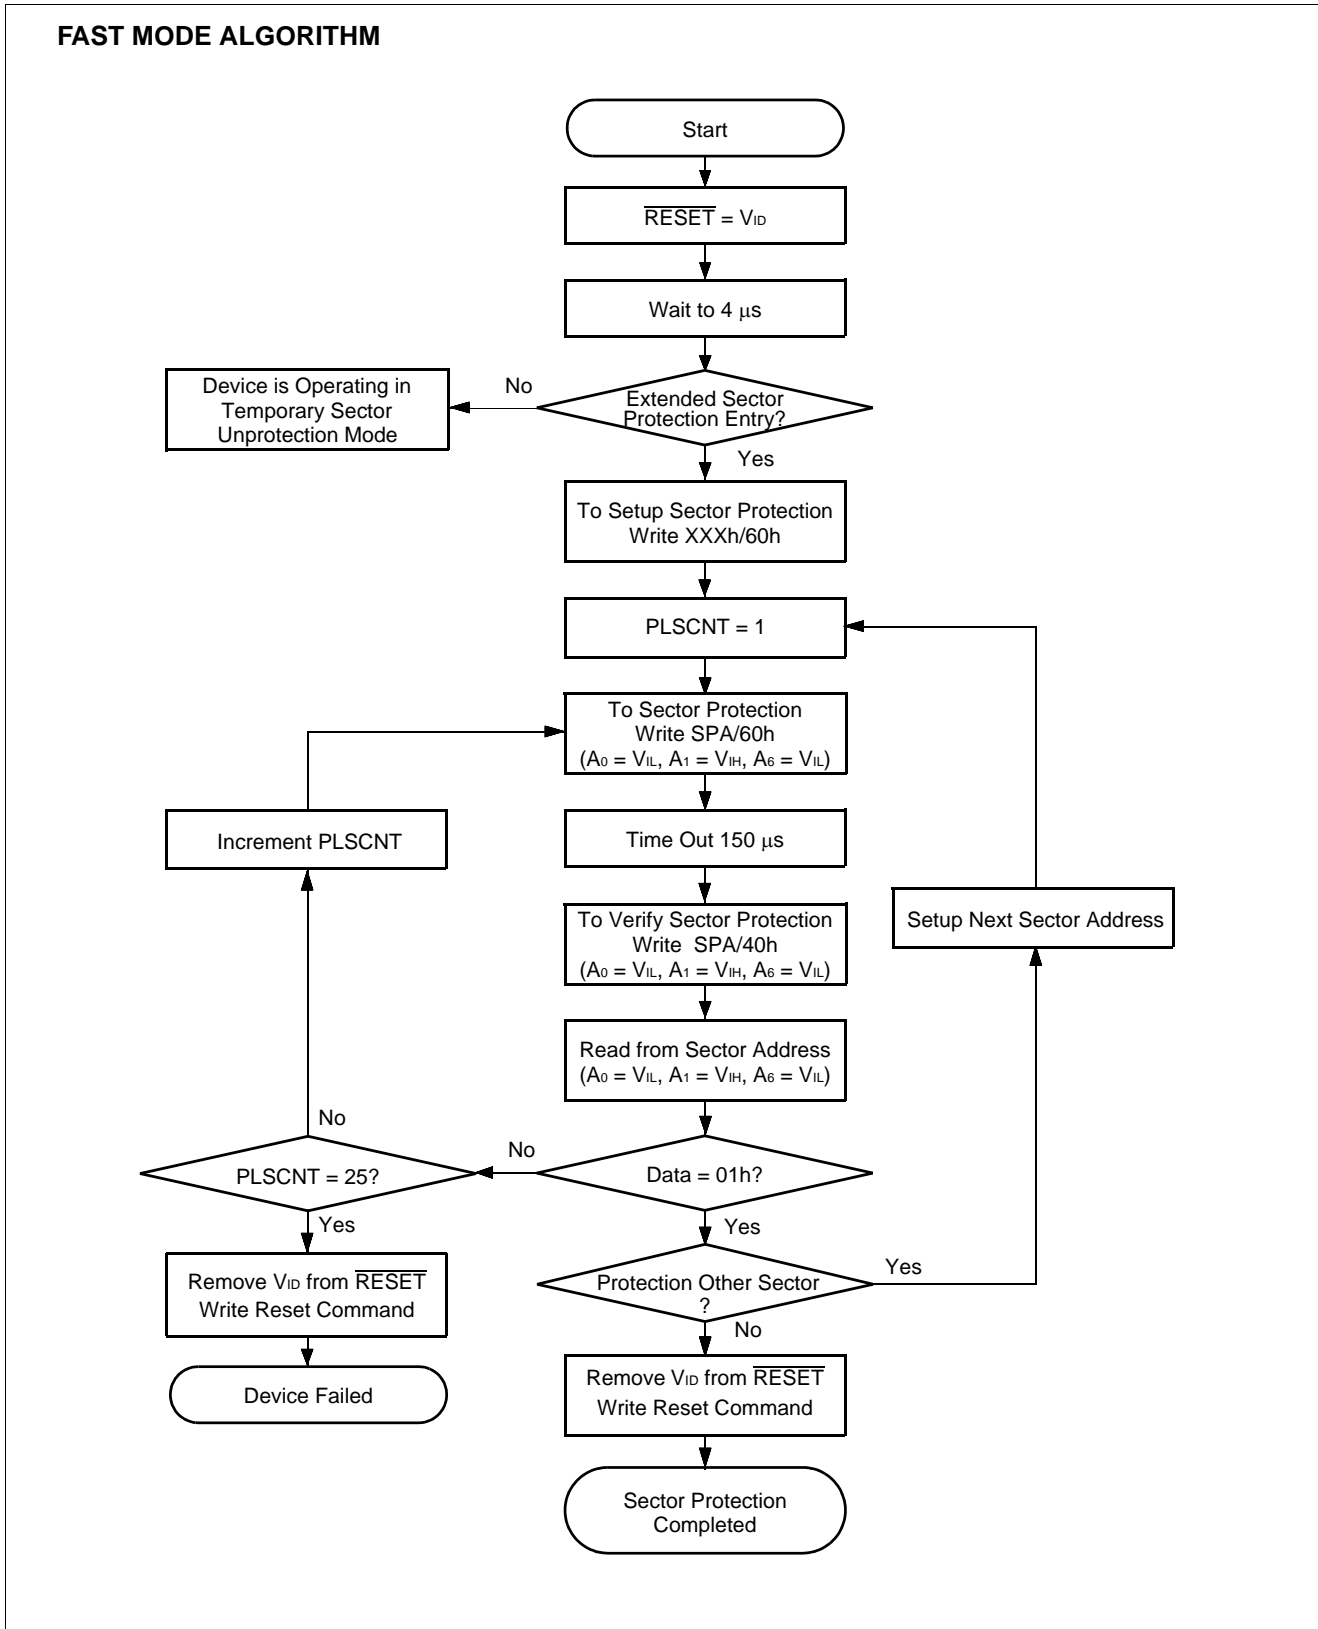 FAST MODE ALGORITHM
Start
RESET = VID
Wait to 4 µs
Extended Sector
Protection Entry?
No
Device is Operating in
Temporary Sector
Unprotection Mode
Yes
To Setup Sector Protection
Write XXXh/60h
PLSCNT = 1
To Sector Protection
Write SPA/60h
(A0 = VIL, A1 = VIH, A6 = VIL)
Increment PLSCNT
Time Out 150 µs
To Verify Sector Protection
Write SPA/40h
(A0 = VIL, A1 = VIH, A6 = VIL)
Setup Next Sector Address
Read from Sector Address
(A0 = VIL, A1 = VIH, A6 = VIL)
No
No
PLSCNT = 25?
Data = 01h?
Yes
Yes
Remove VID from RESET
Write Reset Command
Protection Other Sector
?
Yes
No
Device Failed
Remove VID from RESET
Write Reset Command
Sector Protection
Completed